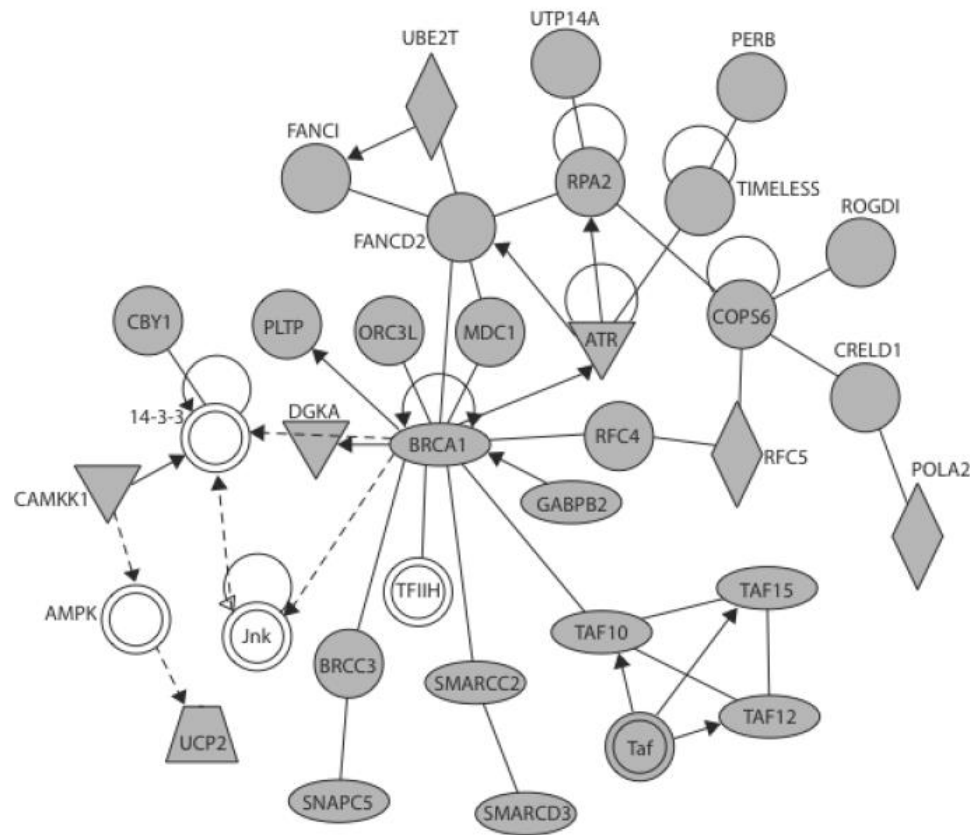 UTP14A
UBE2T
PERB
FANCI
RPA2
TIMELESS
ROGDI
FANCD2
CBY1
PLTP
ORC3L
MDC1
ATR
COPS6
CRELD1
14-3-3
DGKA
BRCA1
RFC4
RFC5
POLA2
CAMKK1
GABPB2
TFIIH
TAF15
AMPK
Jnk
TAF10
BRCC3
SMARCC2
TAF12
UCP2
Taf
SNAPC5
SMARCD3